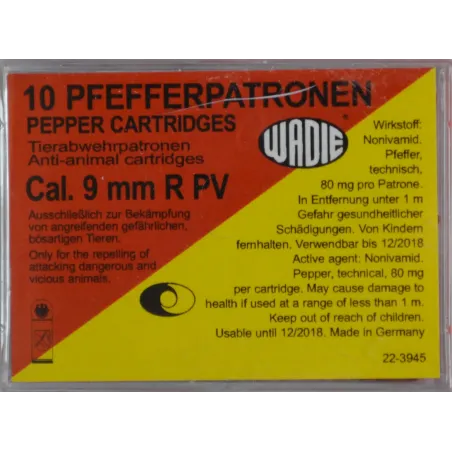 10 PFEFFERPATRONEN
PEPPER CARTRIDGES
Tierabwehrpatronen
Anti-animal cartridges
Cal. 9 mm R PV
Ausschließlich zur Bekämpfung
von angreifenden gefährlichen,
bösartigen Tieren.
Only for the repelling of
attacking dangerous and
vicious animals.
WADIE
®
Wirkstoff:
Nonivamid.
Pfeffer,
technisch,
80 mg pro Patrone.
In Entfernung unter 1 m
Gefahr gesundheitlicher
Schädigungen. Von Kindern
fernhalten. Verwendbar bis 12/2018
Active agent: Nonivamid.
Pepper, technical, 80 mg
per cartridge. May cause damage to
health if used at a range of less than 1 m.
Keep out of reach of children.
Usable until 12/2018. Made in Germany
22-3945